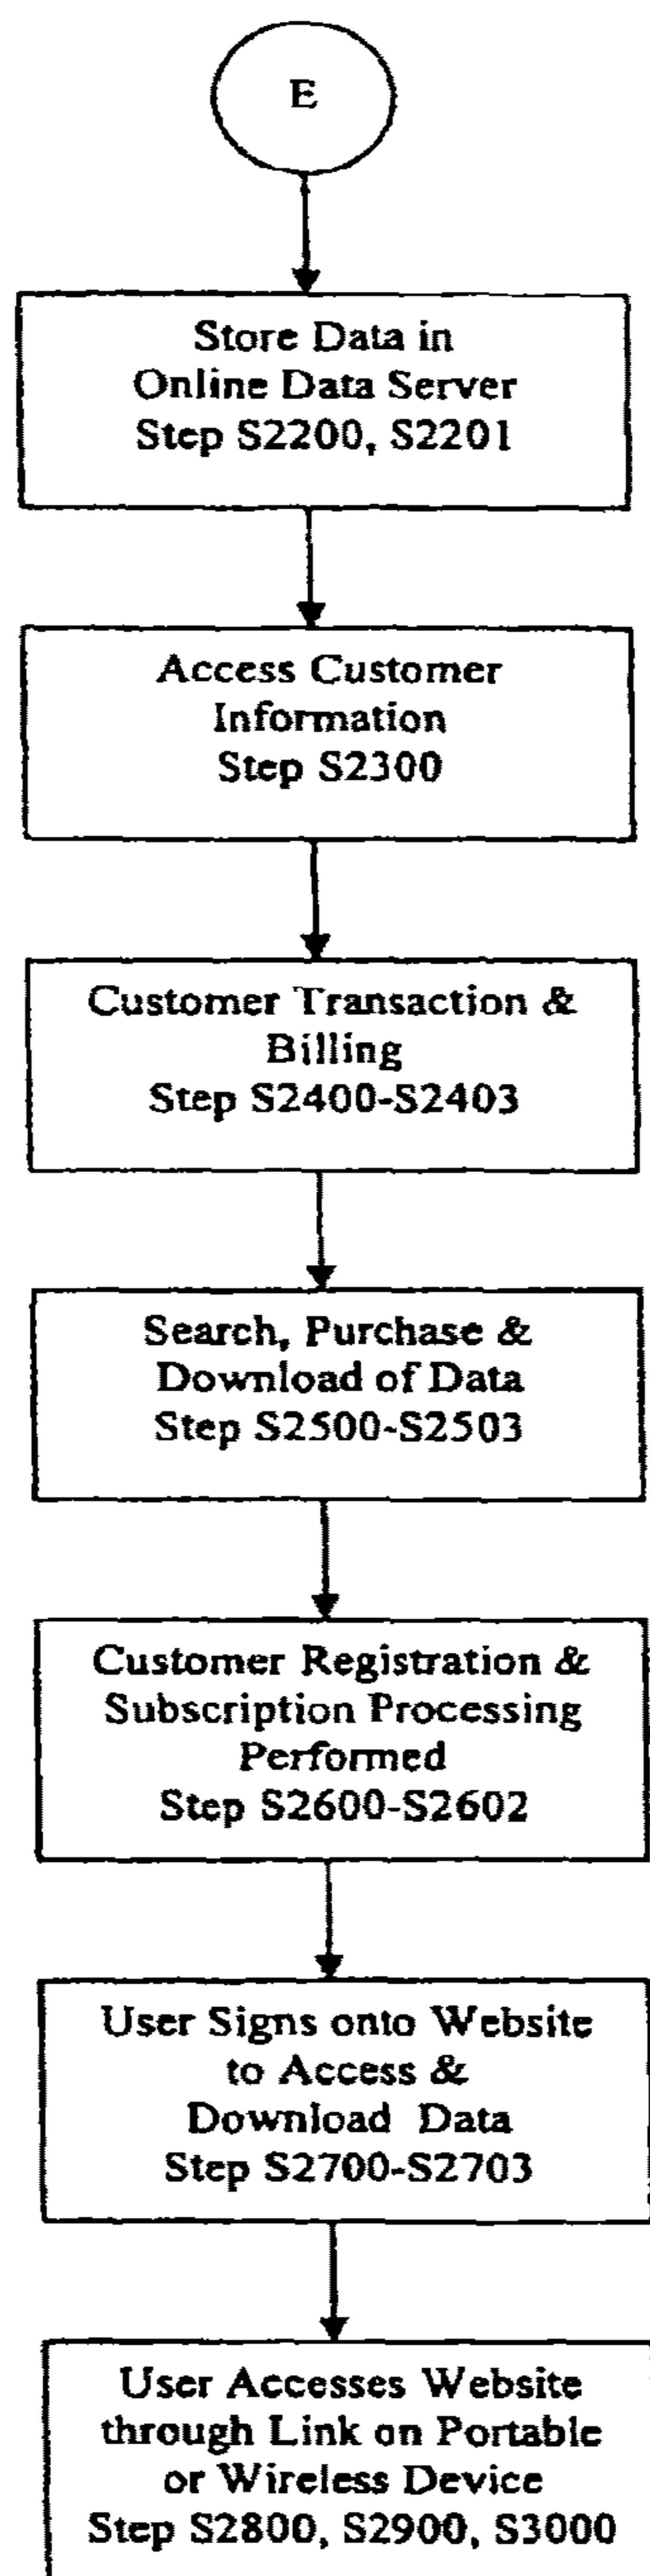 E
Store Data in
Online Data Server
Step S2200, S2201
Access Customer
Information
Step S2300
Customer Transaction &
Billing
Step S2400-S2403
Search, Purchase &
Download of Data
Step S2500-S2503
Customer Registration &
Subscription Processing
Performed
Step S2600-S2602
User Signs onto Website
to Access &
Download Data
Step S2700-S2703
User Accesses Website
through Link on Portable
or Wireless Device
Step S2800, S2900, S3000